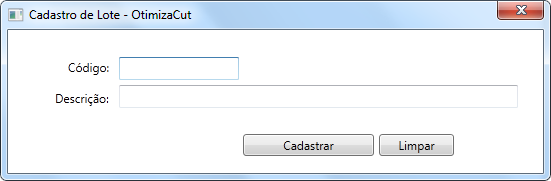 Cadastro de Lote - OtimizaCut
Código:
Descrição:
Cadastrar Limpar